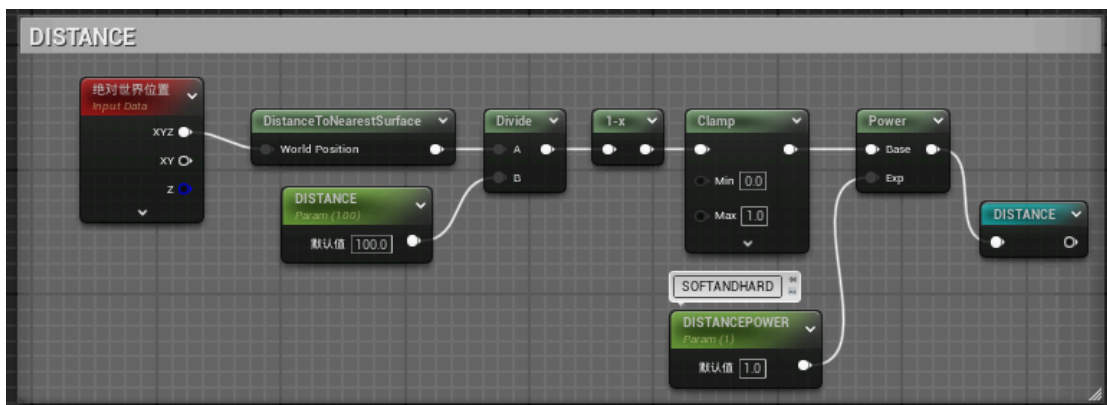 DISTANCE
绝对世界位置
Input Data
XYZ
XY
Z
DistanceToNearestSurface
World Position
DISTANCE
Param (100)
默认值 100.0
Divide
A
B
1-x
Clamp
Min 0.0
Max 1.0
SOFTANDHARD
DISTANCEPOWER
Param (1)
默认值 1.0
Power
Base
Exp
DISTANCE